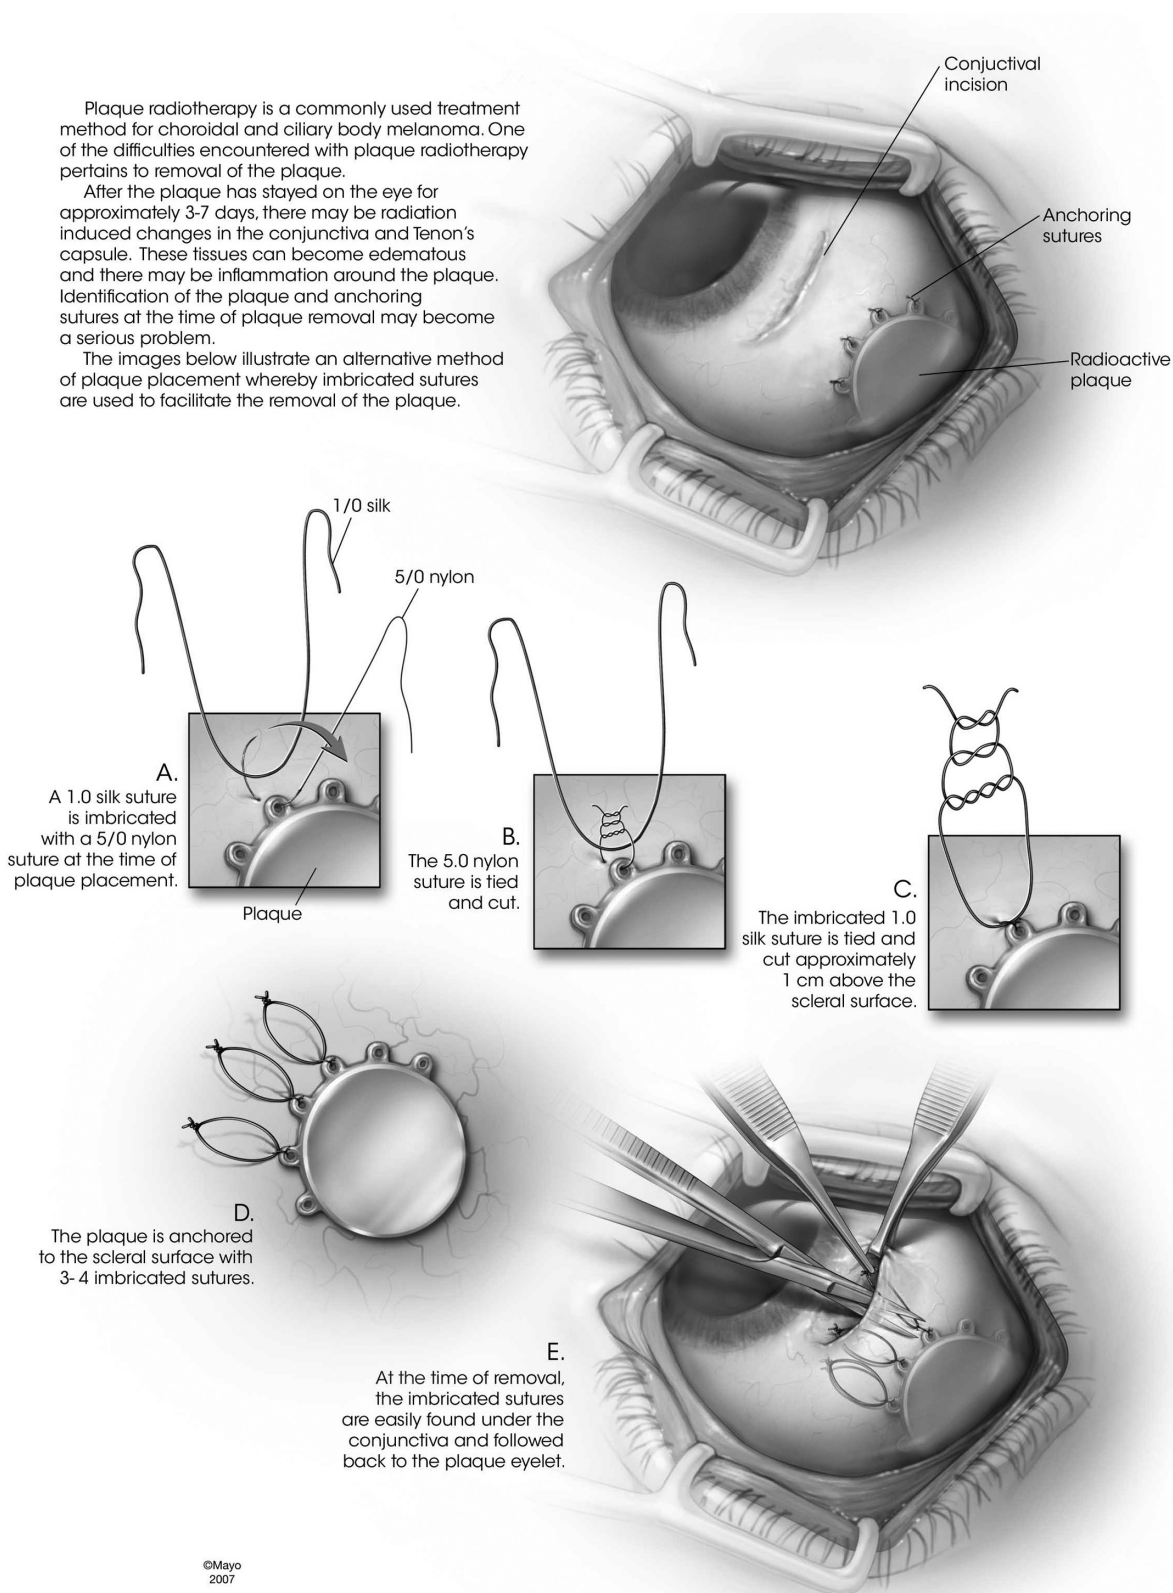 Plaque radiotherapy is a commonly used treatment
method for choroidal and ciliary body melanoma. One
of the difficulties encountered with plaque radiotherapy
pertains to removal of the plaque.
After the plaque has stayed on the eye for
approximately 3-7 days, there may be radiation
induced changes in the conjunctiva and Tenon's
capsule. These tissues can become edematous
and there may be inflammation around the plaque.
Identification of the plaque and anchoring
sutures at the time of plaque removal may become
a serious problem.
The images below illustrate an alternative method
of plaque placement whereby imbricated sutures
are used to facilitate the removal of the plaque.
Conjuctival
incision
Anchoring
sutures
Radioactive
plaque
1/0 silk
5/0 nylon
A.
A 1.0 silk suture
is imbricated
with a 5/0 nylon
suture at the time of
plaque placement.
Plaque
B.
The 5.0 nylon
suture is tied
and cut.
C.
The imbricated 1.0
silk suture is tied and
cut approximately
1 cm above the
scleral surface.
D.
The plaque is anchored
to the scleral surface with
3- 4 imbricated sutures.
E.
At the time of removal,
the imbricated sutures
are easily found under the
conjunctiva and followed
back to the plaque eyelet.
©Mayo
2007